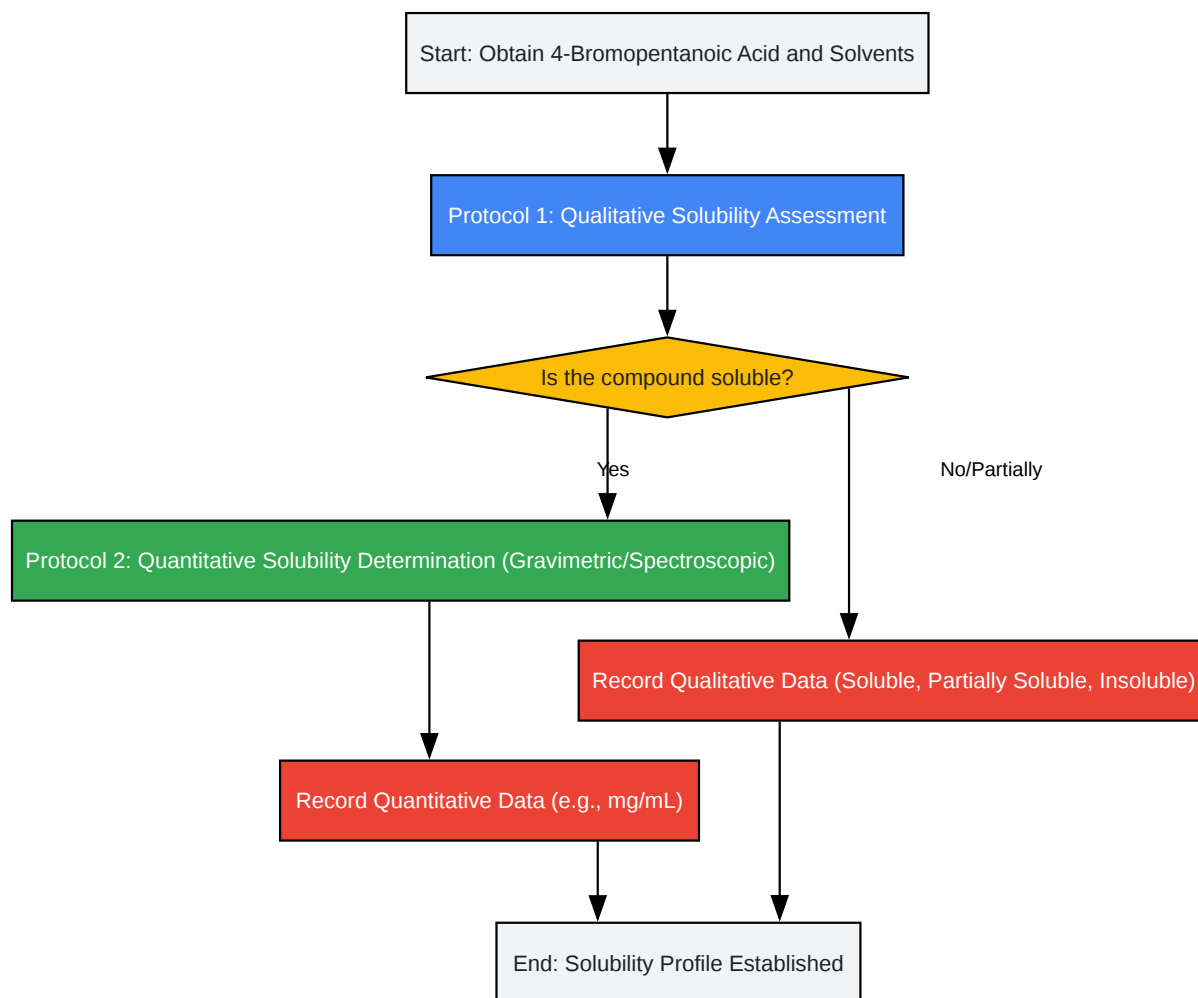 Start: Obtain 4-Bromopentanoic Acid and Solvents
Protocol 1: Qualitative Solubility Assessment
Is the compound soluble?
Yes
No/Partially
Protocol 2: Quantitative Solubility Determination (Gravimetric/Spectroscopic)
Record Qualitative Data (Soluble, Partially Soluble, Insoluble)
Record Quantitative Data (e.g., mg/mL)
End: Solubility Profile Established